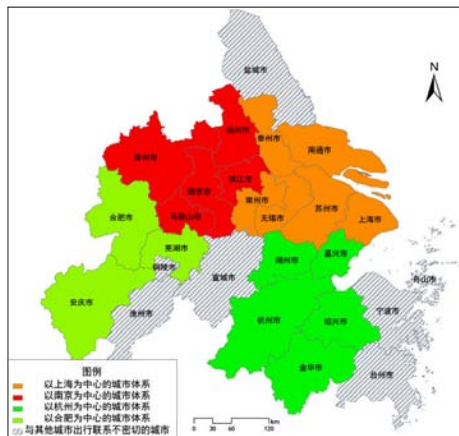 盐城市
N
扬州市
泰州市
滁州市
南通市
南京市
镇江市
常州市
合肥市
马鞍山市
无锡市
苏州市
上海市
芜湖市
铜陵市
宣城市
湖州市
嘉兴市
舟山市
安庆市
池州市
杭州市
绍兴市
宁波市
金华市
台州市
图例
以上海为中心的城市体系
以南京为中心的城市体系
以杭州为中心的城市体系
以合肥为中心的城市体系
与其他城市出行联系不密切的城市
0 30 60 120
km